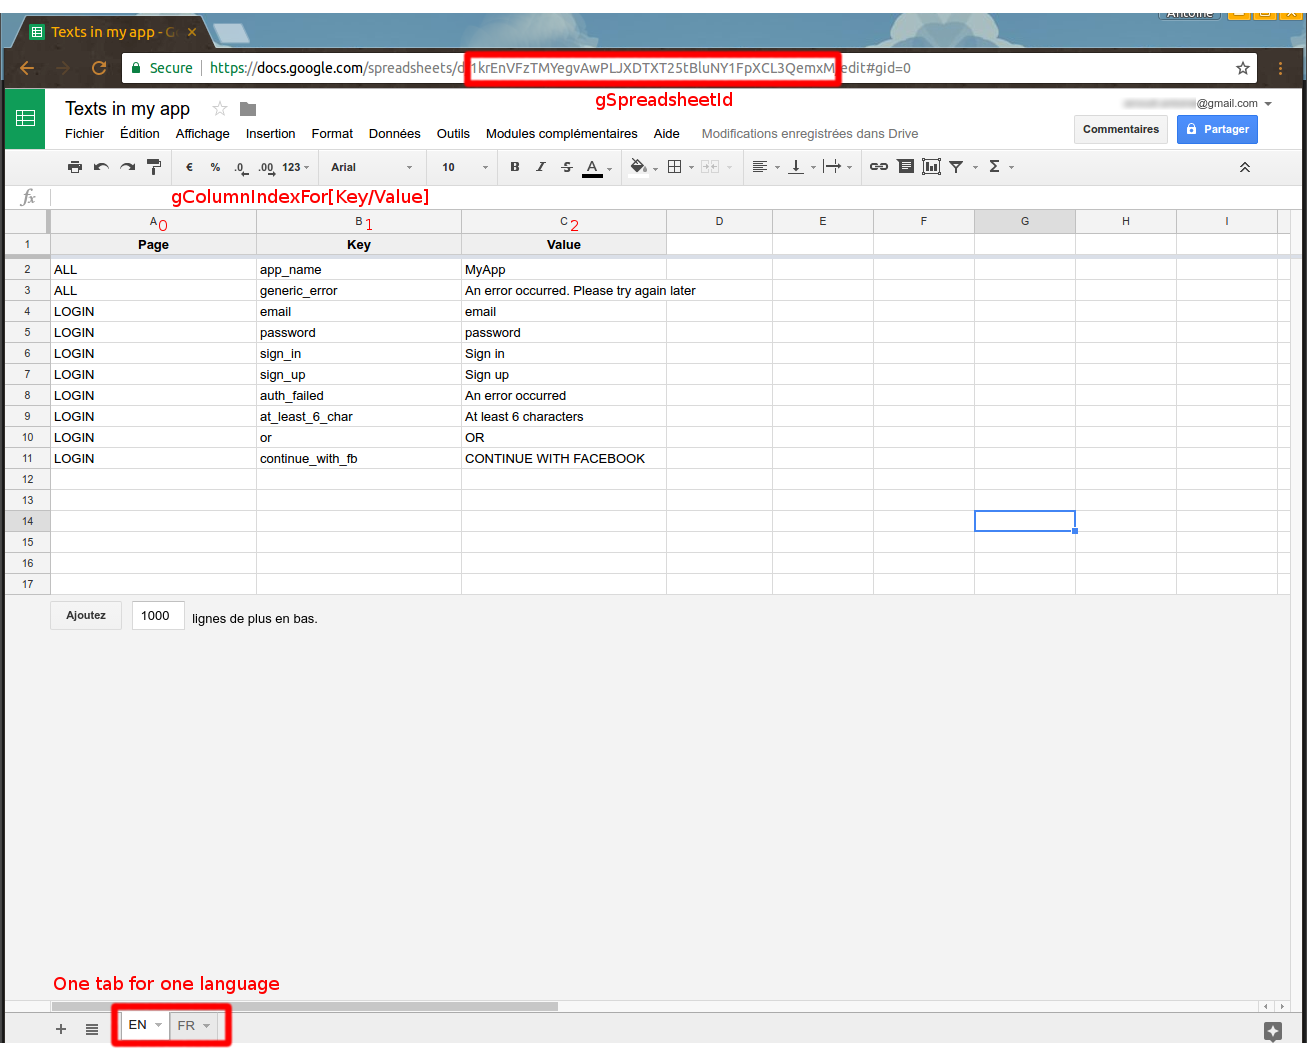 Antoine
Texts in my app - G
Secure https://docs.google.com/spreadsheets/d/1krEnVFzTMYegvAwPLJXDTXT25tBluNY1FpXCL3QemxM/edit#gid=0
gSpreadsheetId
Texts in my app
@gmail.com
Fichier Édition Affichage Insertion Format Données Outils Modules complémentaires Aide Modifications enregistrées dans Drive
Commentaires Partager
€ % .0 .00 123 Arial 10 B I S A Σ
fx gColumnIndexFor[Key/Value]
A 0 B 1 C 2 D E F G H I
1 Page Key Value
2 ALL app_name MyApp
3 ALL generic_error An error occurred. Please try again later
4 LOGIN email email
5 LOGIN password password
6 LOGIN sign_in Sign in
7 LOGIN sign_up Sign up
8 LOGIN auth_failed An error occurred
9 LOGIN at_least_6_char At least 6 characters
10 LOGIN or OR
11 LOGIN continue_with_fb CONTINUE WITH FACEBOOK
12
13
14
15
16
17
Ajoutez 1000 lignes de plus en bas.
One tab for one language
EN FR